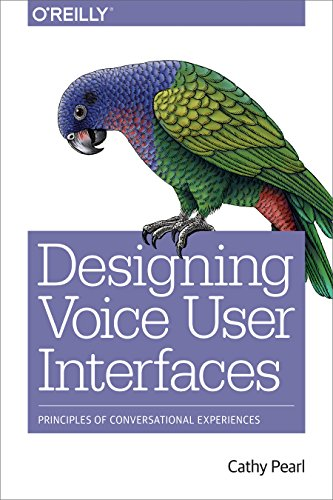 O'REILLY®
Designing
Voice User
Interfaces
PRINCIPLES OF CONVERSATIONAL EXPERIENCES
Cathy Pearl